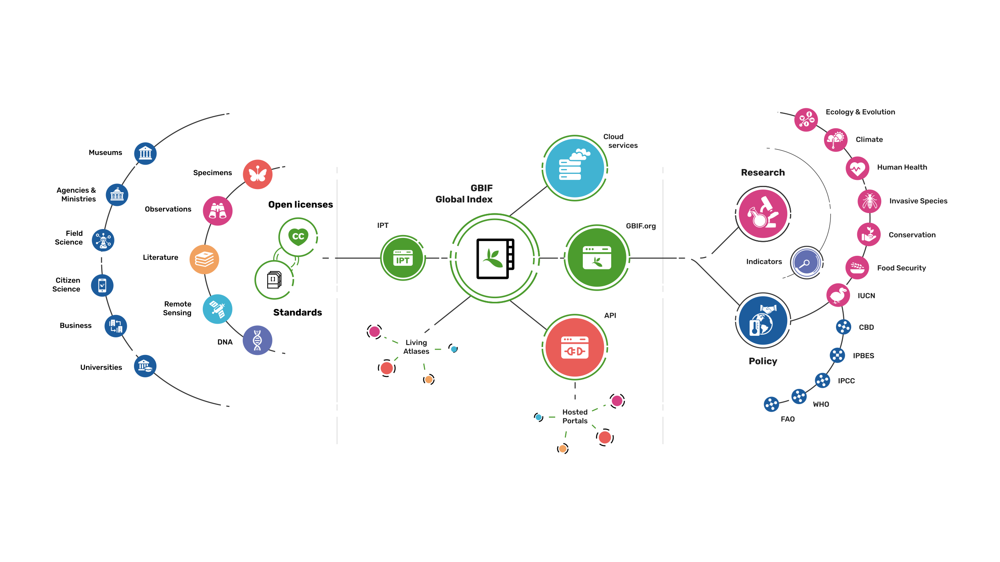 Museums
Agencies &
Ministries
Field
Science
Citizen
Science
Business
Universities
Specimens
Observations
Literature
Remote
Sensing
DNA
Open licenses
CC
[ ]
Standards
IPT
IPT
GBIF
Global Index
Cloud
services
GBIF.org
API
Living
Atlases
Hosted
Portals
Research
Indicators
Policy
Ecology & Evolution
Climate
Human Health
Invasive Species
Conservation
Food Security
IUCN
CBD
IPBES
IPCC
WHO
FAO